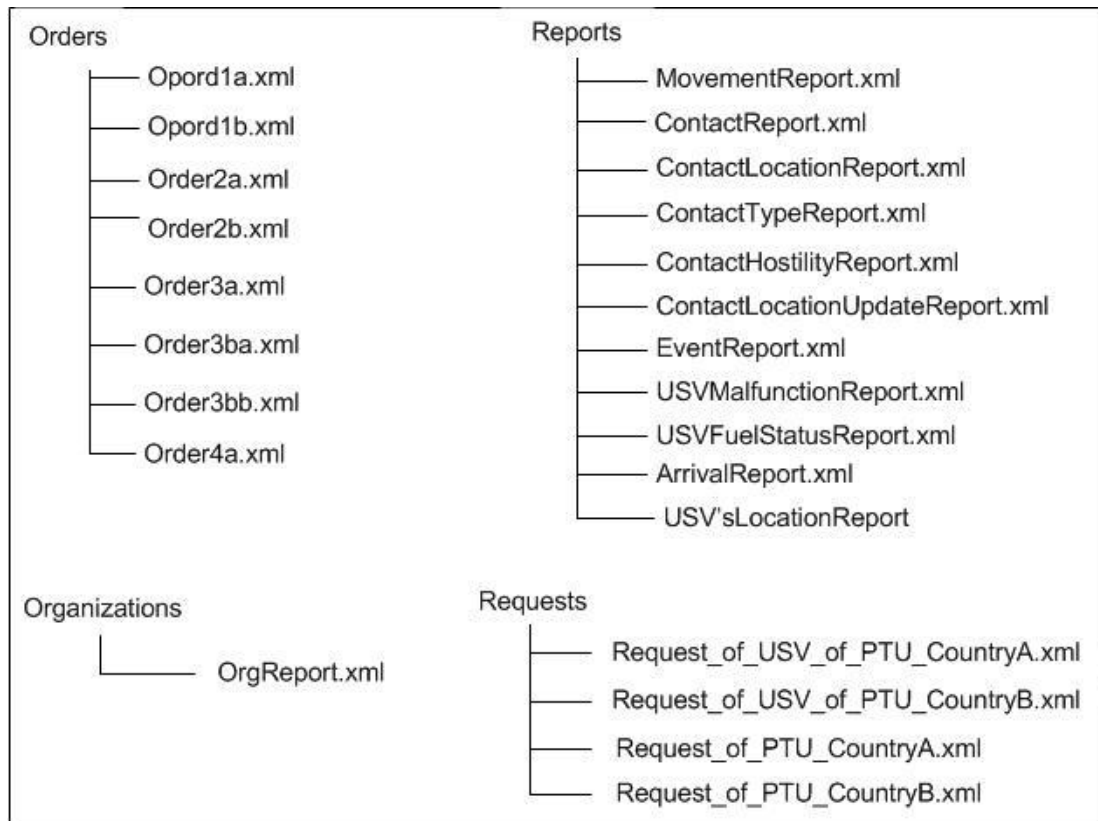 Orders
Opord1a.xml
Opord1b.xml
Order2a.xml
Order2b.xml
Order3a.xml
Order3ba.xml
Order3bb.xml
Order4a.xml
Reports
MovementReport.xml
ContactReport.xml
ContactLocationReport.xml
ContactTypeReport.xml
ContactHostilityReport.xml
ContactLocationUpdateReport.xml
EventReport.xml
USVMalfunctionReport.xml
USVFuelStatusReport.xml
ArrivalReport.xml
USV'sLocationReport
Organizations
OrgReport.xml
Requests
Request_of_USV_of_PTU_CountryA.xml
Request_of_USV_of_PTU_CountryB.xml
Request_of_PTU_CountryA.xml
Request_of_PTU_CountryB.xml